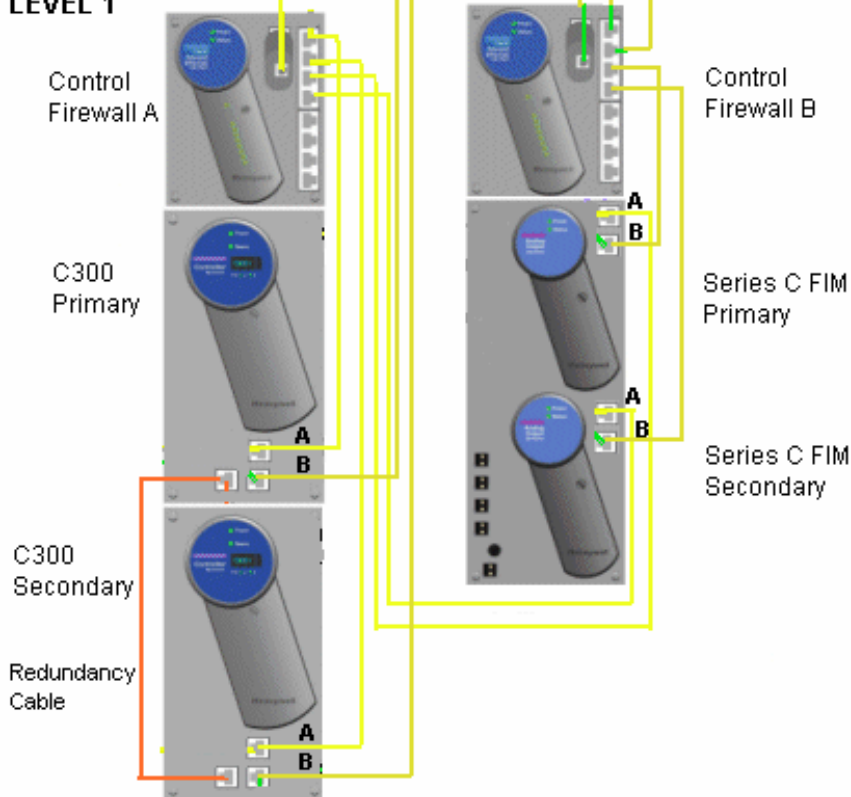 LEVEL 1
Control
Firewall A
Control
Firewall B
C300
Primary
A
B
A
B
Series C FIM
Primary
A
B
Series C FIM
Secondary
C300
Secondary
Redundancy
Cable
A
B